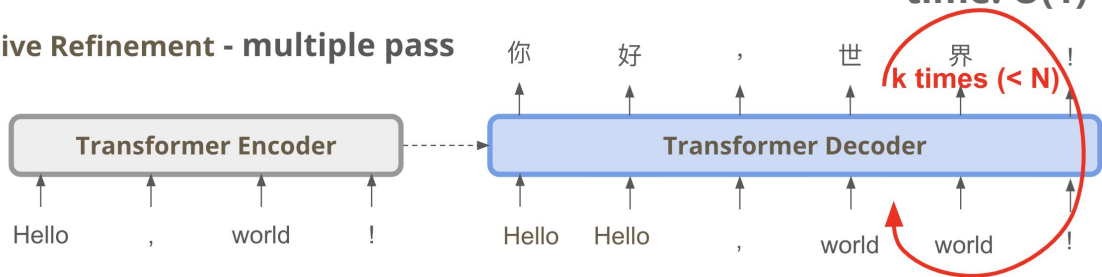 ive Refinement - multiple pass
你 好 , 世 界 !
k times (< N)
Transformer Encoder
Transformer Decoder
Hello , world !
Hello Hello , world world !